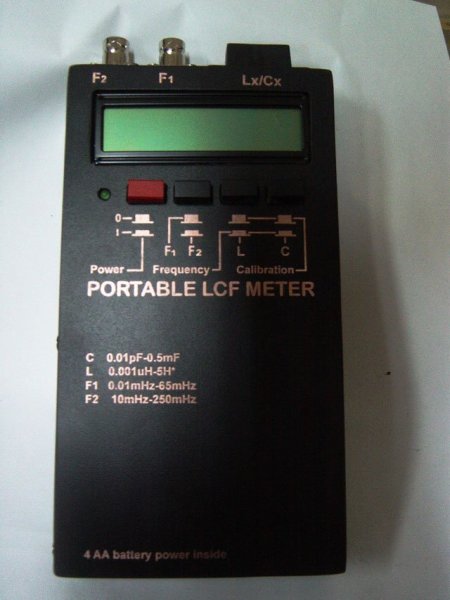 F2 F1 Lx/Cx
0
I
F1 F2 L C
Power Frequency Calibration
PORTABLE LCF METER
C 0.01pF-0.5mF
L 0.001uH-5H*
F1 0.01mHz-65mHz
F2 10mHz-250mHz
4 AA battery power inside